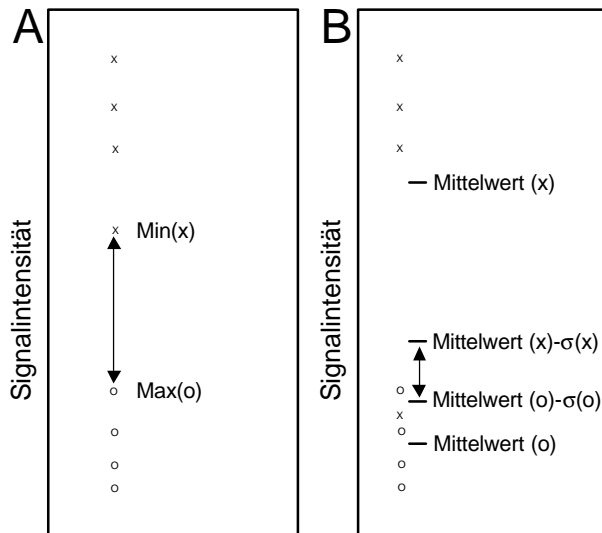 A
Signalintensität
x
x
x
x Min(x)
o Max(o)
o
o
o
B
Signalintensität
x
x
x
Mittelwert (x)
Mittelwert (x)-σ(x)
o
Mittelwert (o)-σ(o)
x
o
Mittelwert (o)
o
o